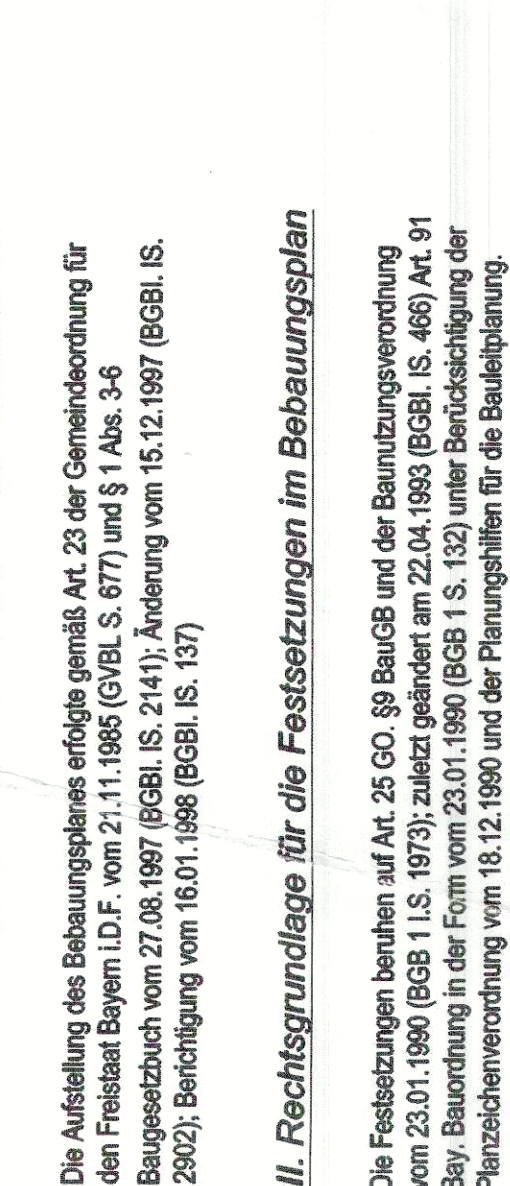 Die Aufstellung des Bebauungsplanes erfolgte gemäß Art. 23 der Gemeindeordnung für
den Freistaat Bayern i.D.F. vom 21.11.1985 (GVBL S. 677) und § 1 Abs. 3-6
Baugesetzbuch vom 27.08.1997 (BGBl. IS. 2141); Änderung vom 15.12.1997 (BGBl. IS.
2902); Berichtigung vom 16.01.1998 (BGBl. IS. 137)
II. Rechtsgrundlage für die Festsetzungen im Bebauungsplan
Die Festsetzungen beruhen auf Art. 25 GO. §9 BauGB und der Baunutzungsverordnung
vom 23.01.1990 (BGB 1 I.S. 1973); zuletzt geändert am 22.04.1993 (BGBl. IS. 466) Art. 91
Bay. Bauordnung in der Form vom 23.01.1990 (BGB 1 S. 132) unter Berücksichtigung der
Planzeichenverordnung vom 18.12.1990 und der Planungshilfen für die Bauleitplanung.